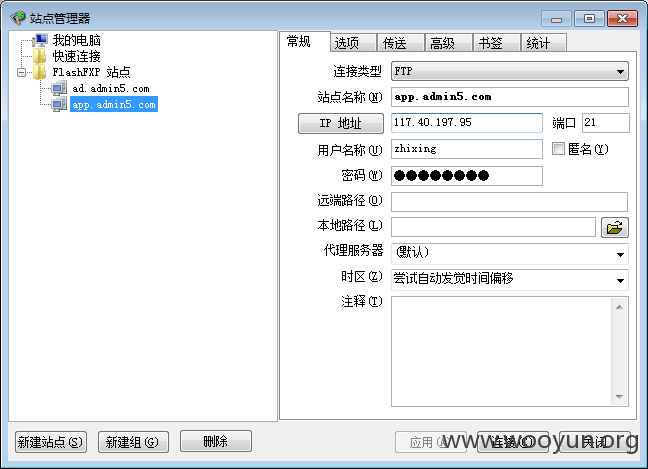 站点管理器
我的电脑
快速连接
FlashFXP 站点
ad.admin5.com
app.admin5.com
常规 选项 传送 高级 书签 统计
连接类型 FTP
站点名称(N) app.admin5.com
IP 地址 117.40.197.95 端口 21
用户名称(U) zhixing 匿名(Y)
密码(W) ●●●●●●●●
远端路径(O)
本地路径(L)
代理服务器 (默认)
时区(Z) 尝试自动发觉时间偏移
注释(T)
新建站点(S) 新建组(G) 删除 应用(A) 连接(C) 关闭
www.wooyun.org